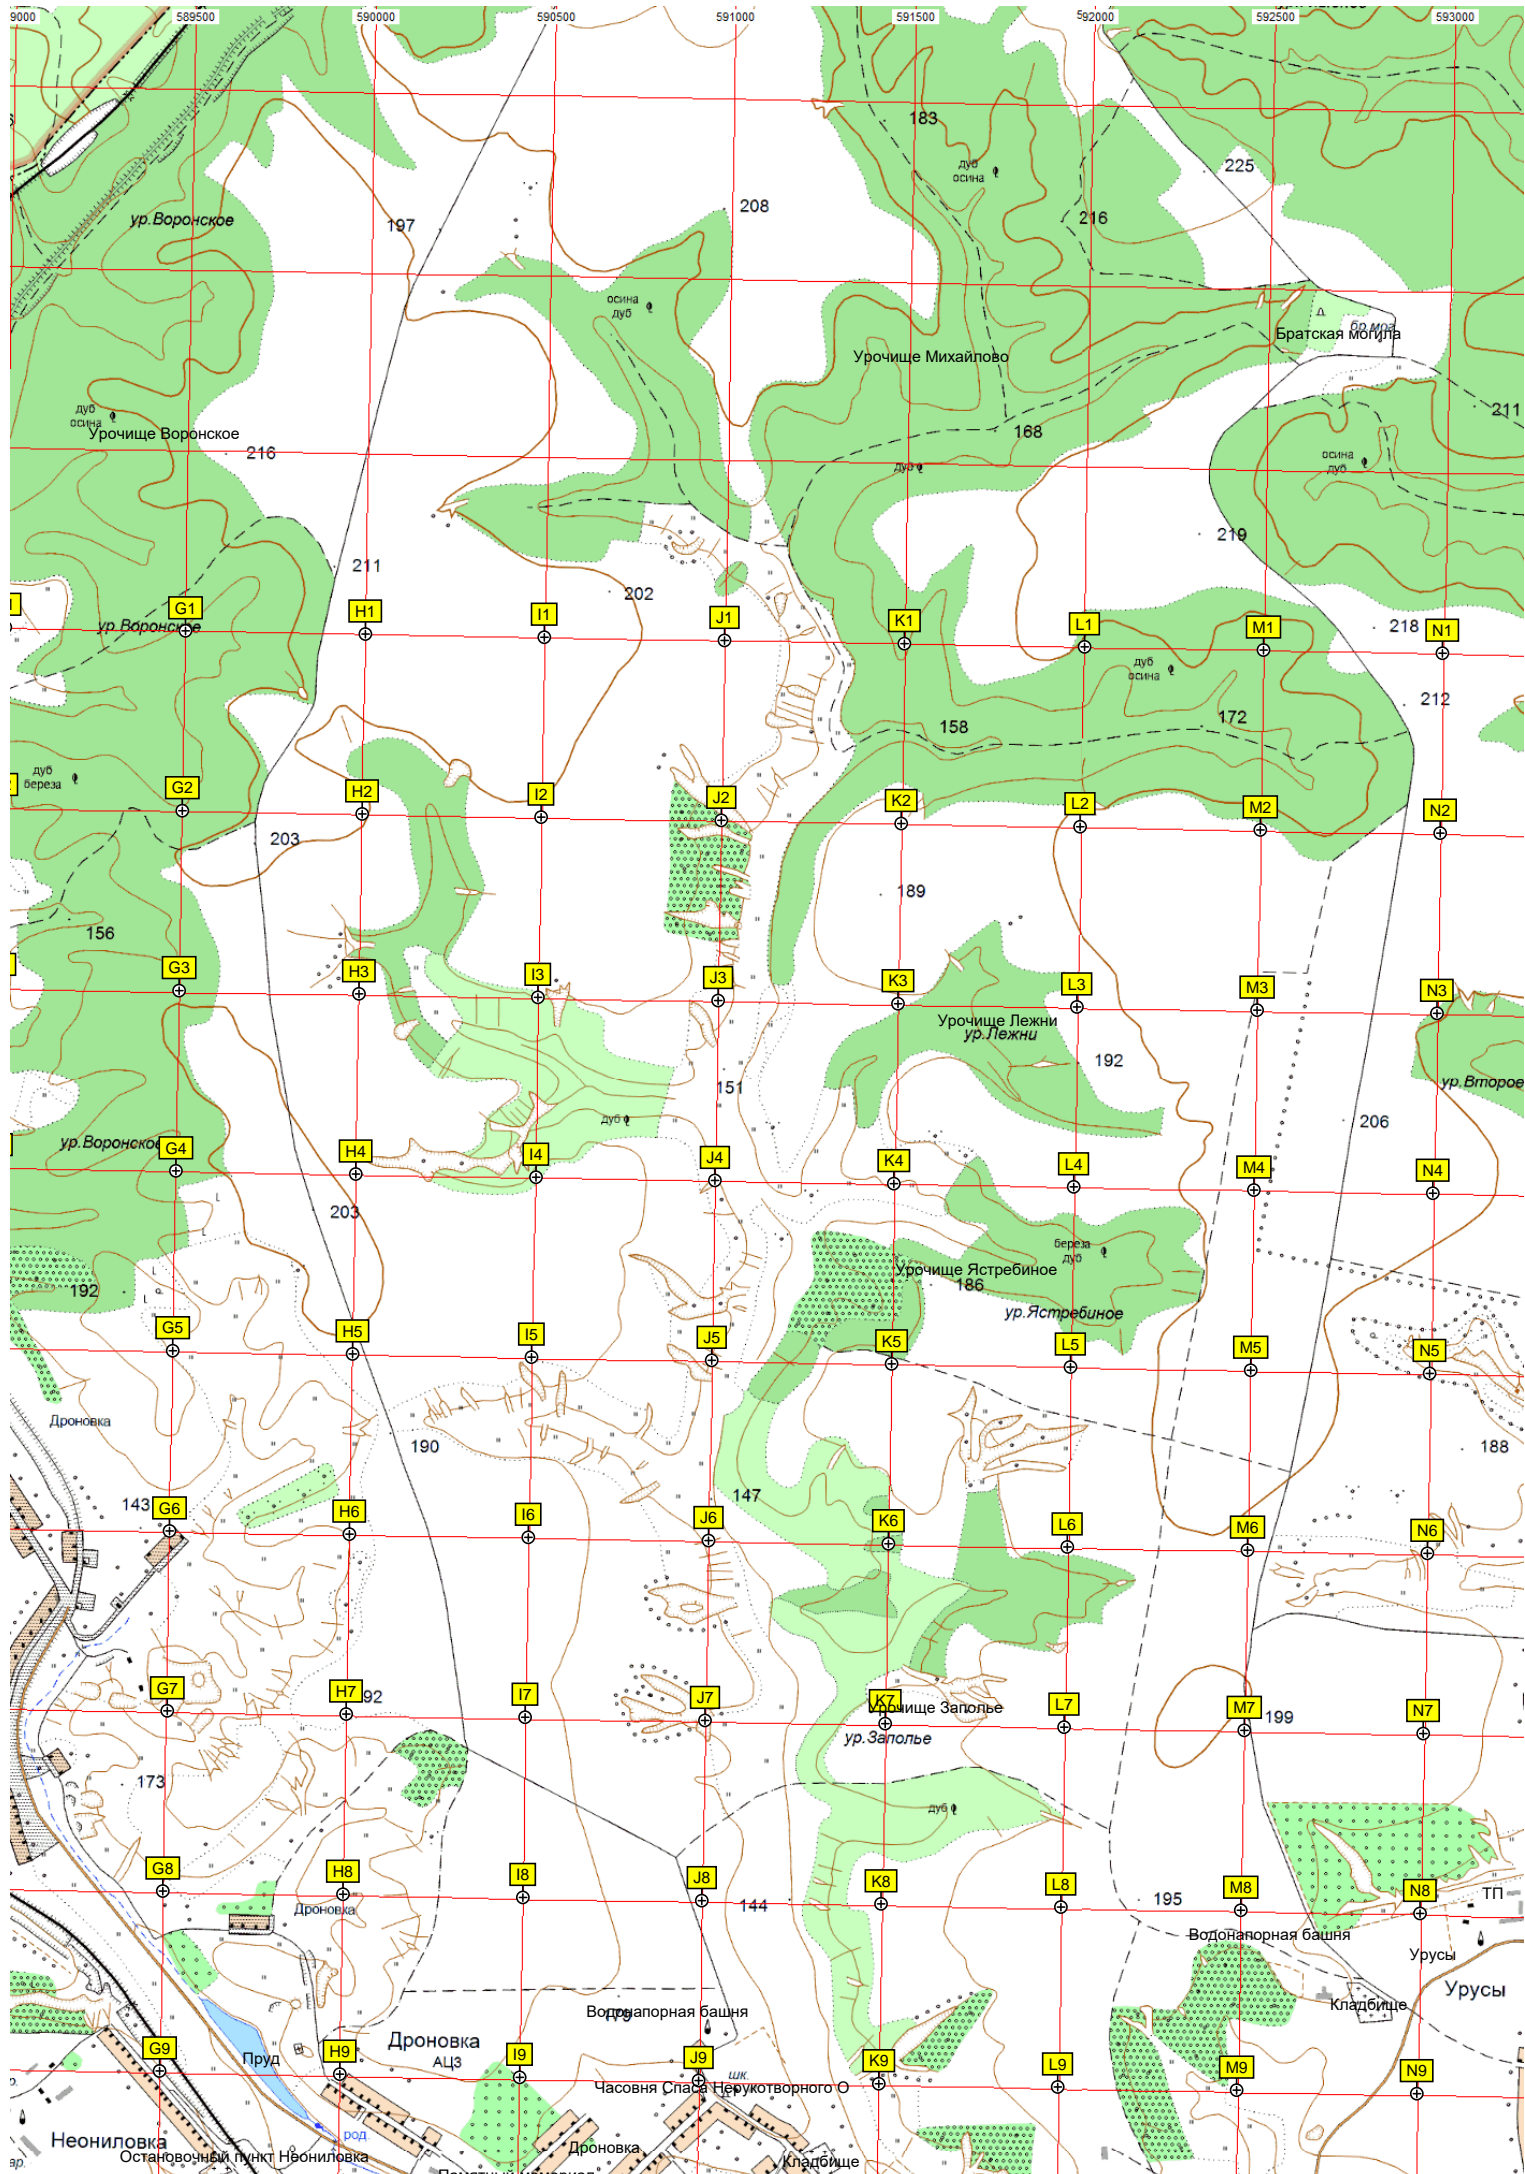 9000 589500 590000 590500 591000 591500 592000 592500 593000
183
225
дуб
осина
208
216
ур.Воронское
197
осина
дуб
бр.мог.
Братская могила
Урочище Михайлово
дуб
осина
Урочище Воронское
211
168
216
осина
дуб
дуб
219
211
202
G1 H1 I1 J1 K1 L1 M1 N1
218
ур.Воронское
дуб
осина
212
172
158
дуб
береза
G2 H2 I2 J2 K2 L2 M2 N2
203
189
156
G3 H3 I3 J3 K3 L3 M3 N3
Урочище Лежни
ур.Лежни
192
151
ур.Второе
дуб
206
ур.Воронское
G4 H4 I4 J4 K4 L4 M4 N4
203
береза
дуб
Урочище Ястребиное
186
192
ур.Ястребиное
G5 H5 I5 J5 K5 L5 M5 N5
Дроновка
190
188
147
143
G6 H6 I6 J6 K6 L6 M6 N6
G7 H7 I7 J7 K7 L7 M7 N7
92
Урочище Заполье
199
ур.Заполье
173
дуб
G8 H8 I8 J8 K8 L8 M8 N8
ТП
195
144
Дроновка
Водонапорная башня
Урусы
Урусы
Кладбище
Водонапорная башня
179
Дроновка
АЦЗ
Пруд
G9 H9 I9 J9 K9 L9 M9 N9
шк.
Часовня Спаса Нерукотворного О
род.
Неониловка
Дроновка
Остановочный пункт Неониловка
Кладбище
Памятный мемориал